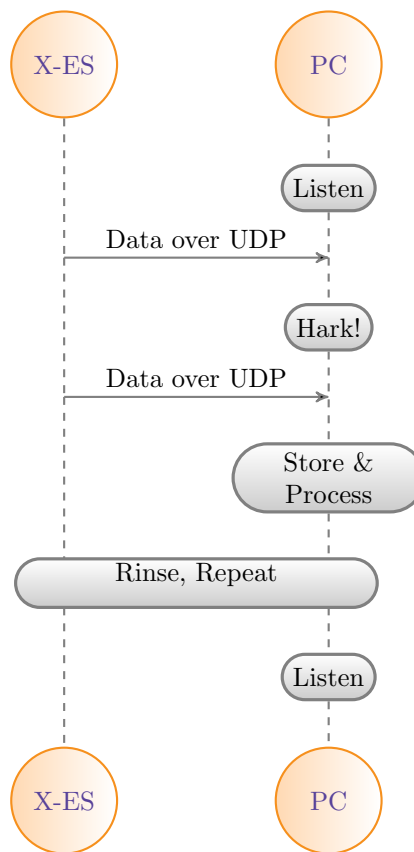 X-ES PC
Listen
Data over UDP
Hark!
Data over UDP
Store &
Process
Rinse, Repeat
Listen
X-ES PC